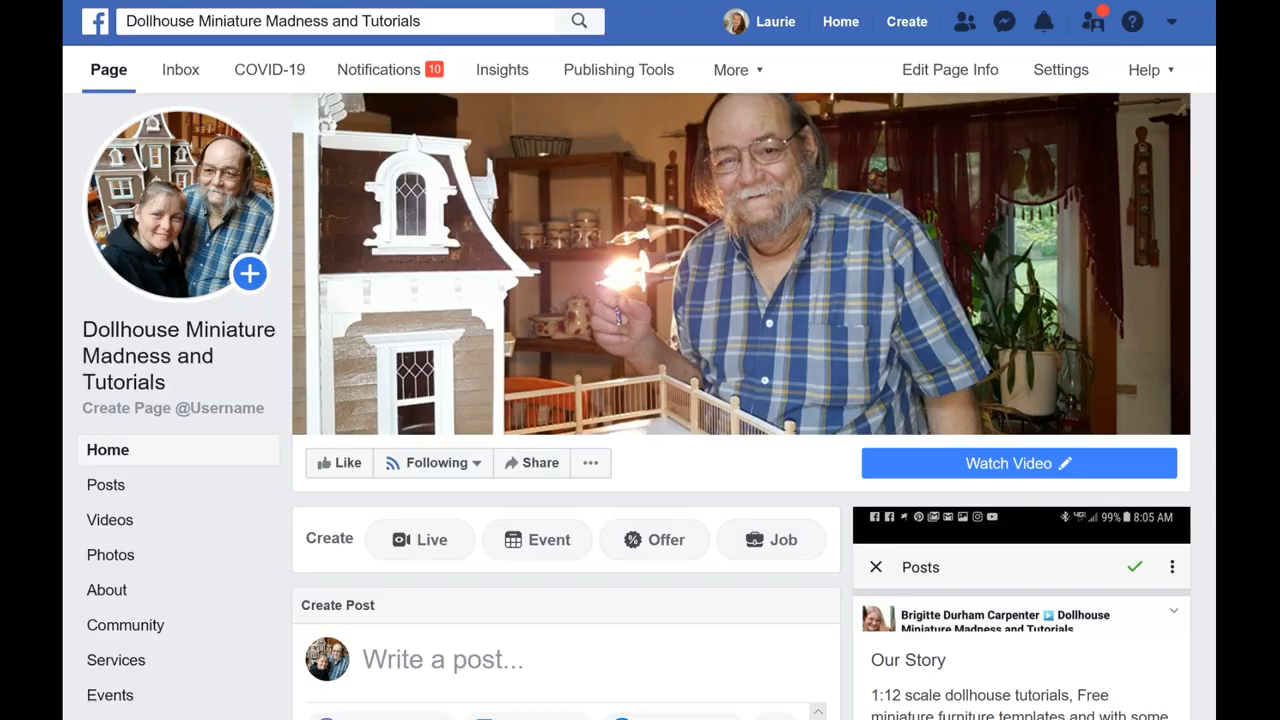 Dollhouse Miniature Madness and Tutorials
Laurie Home Create
Page Inbox COVID-19 Notifications 10 Insights Publishing Tools More Edit Page Info Settings Help
Dollhouse Miniature
Madness and
Tutorials
Create Page @Username
Home
Posts
Videos
Photos
About
Community
Services
Events
Like Following Share
Watch Video
Create Live Event Offer Job
Create Post
Write a post...
99% 8:05 AM
Posts
Brigitte Durham Carpenter Dollhouse
Miniature Madness and Tutorials
Our Story
1:12 scale dollhouse tutorials, Free
miniature furniture templates and with some